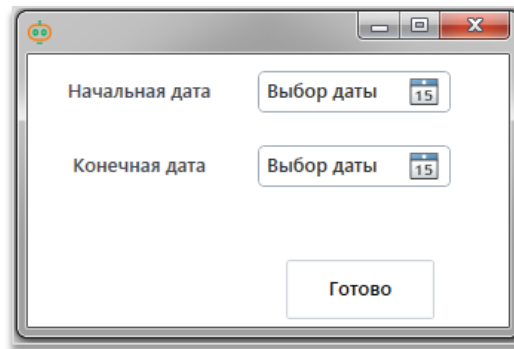 Начальная дата Выбор даты 15
Конечная дата Выбор даты 15
Готово